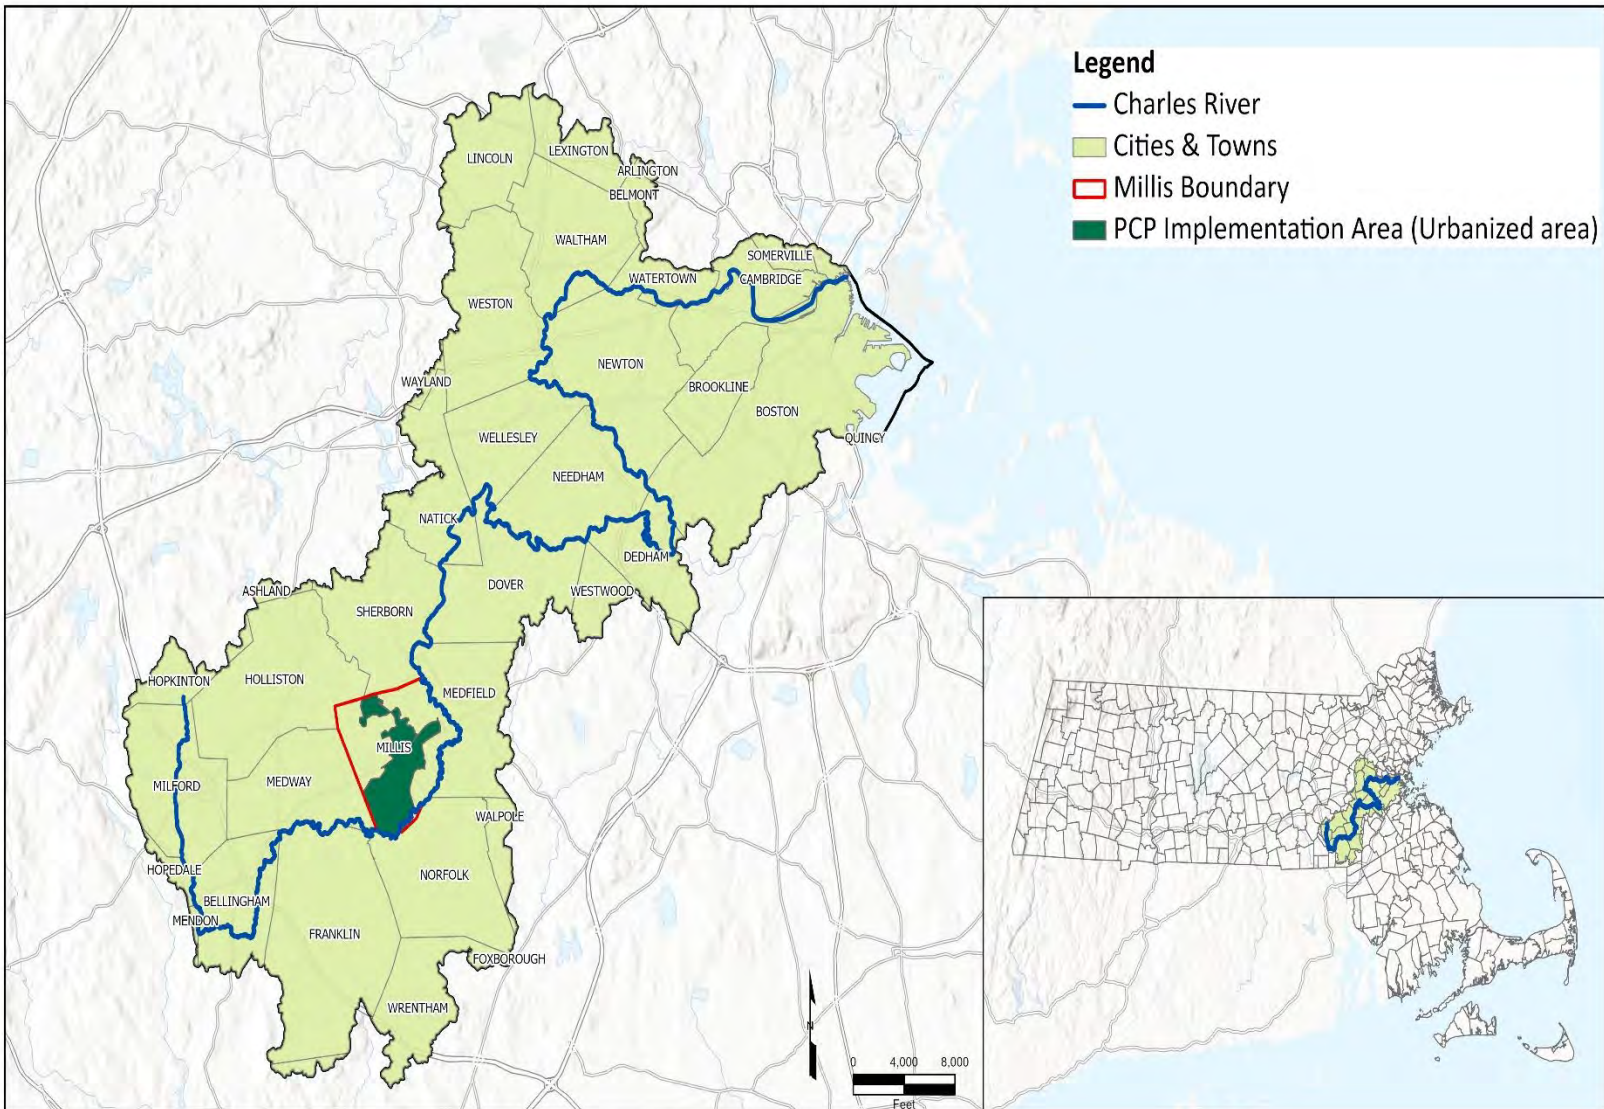 Legend
Charles River
Cities & Towns
Millis Boundary
PCP Implementation Area (Urbanized area)
LINCOLN
LEXINGTON
ARLINGTON
BELMONT
WALTHAM
SOMERVILLE
WATERTOWN
CAMBRIDGE
WESTON
NEWTON
WAYLAND
BROOKLINE
BOSTON
WELLESLEY
QUINCY
NEEDHAM
NATICK
DEDHAM
DOVER
WESTWOOD
ASHLAND
SHERBORN
HOPKINTON
HOLLISTON
MEDFIELD
MILLIS
MILFORD
MEDWAY
WALPOLE
HOPEDALE
NORFOLK
BELLINGHAM
MENDON
FRANKLIN
FOXBOROUGH
WRENTHAM
N
0 4,000 8,000
Feet